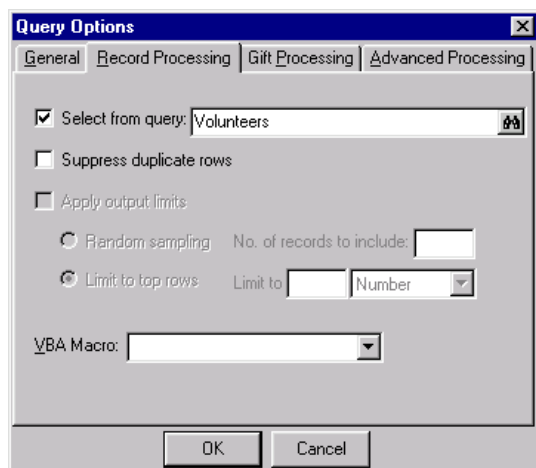 Query Options
General Record Processing Gift Processing Advanced Processing
Select from query: Volunteers
Suppress duplicate rows
Apply output limits
Random sampling No. of records to include:
Limit to top rows Limit to Number
VBA Macro:
OK Cancel